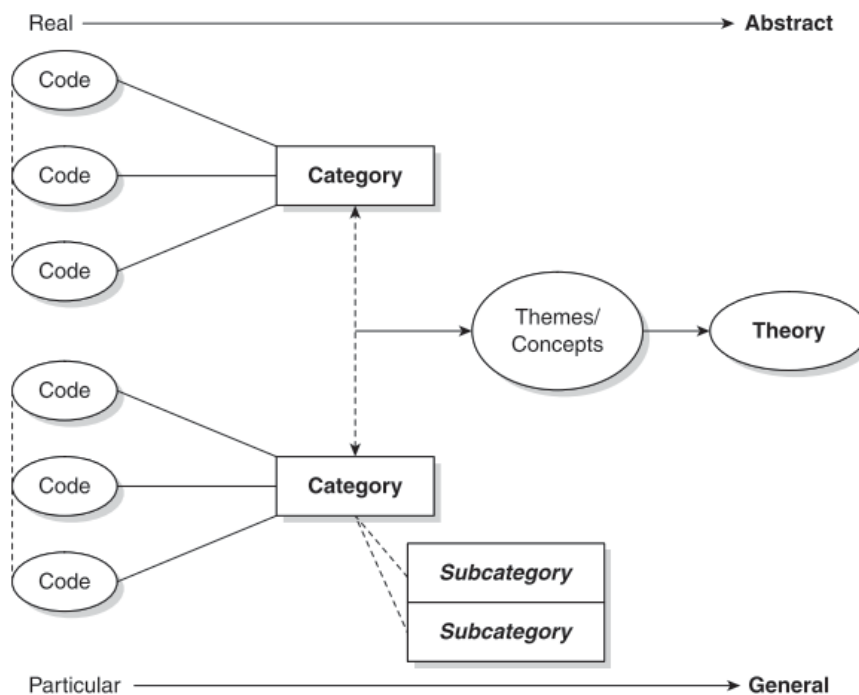 Real
Abstract
Code
Code
Category
Code
Themes/
Concepts
Theory
Code
Code
Category
Code
Subcategory
Subcategory
Particular
General